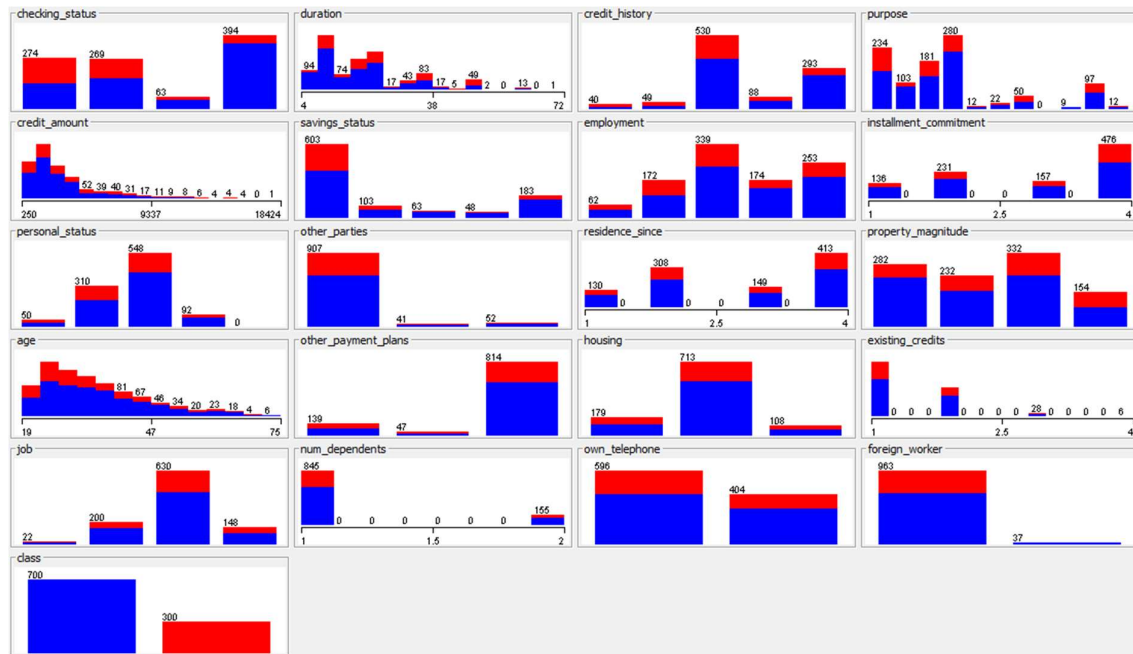 checking_status
274 269 63 394
duration
94 74 17 43 83 17 5 49 2 0 13 0 1
4 38 72
credit_history
40 49 530 88 293
purpose
234 103 181 280 12 22 50 0 9 97 12
credit_amount
52 39 40 31 17 11 9 8 6 4 4 0 1
250 9337 18424
savings_status
603 103 63 48 183
employment
62 172 339 174 253
installment_commitment
136 0 231 0 157 0 476
1 2.5 4
personal_status
50 310 548 92 0
other_parties
907 41 52
residence_since
130 0 308 0 0 149 0 413
1 2.5 4
property_magnitude
282 232 332 154
age
81 67 46 34 20 23 18 4 6
19 47 75
other_payment_plans
139 47 814
housing
179 713 108
existing_credits
0 0 0 0 0 0 0 28 0 0 0 0 0 6
1 2.5 4
job
22 200 630 148
num_dependents
845 0 0 0 0 0 0 155
1 1.5 2
own_telephone
596 404
foreign_worker
963 37
class
700 300